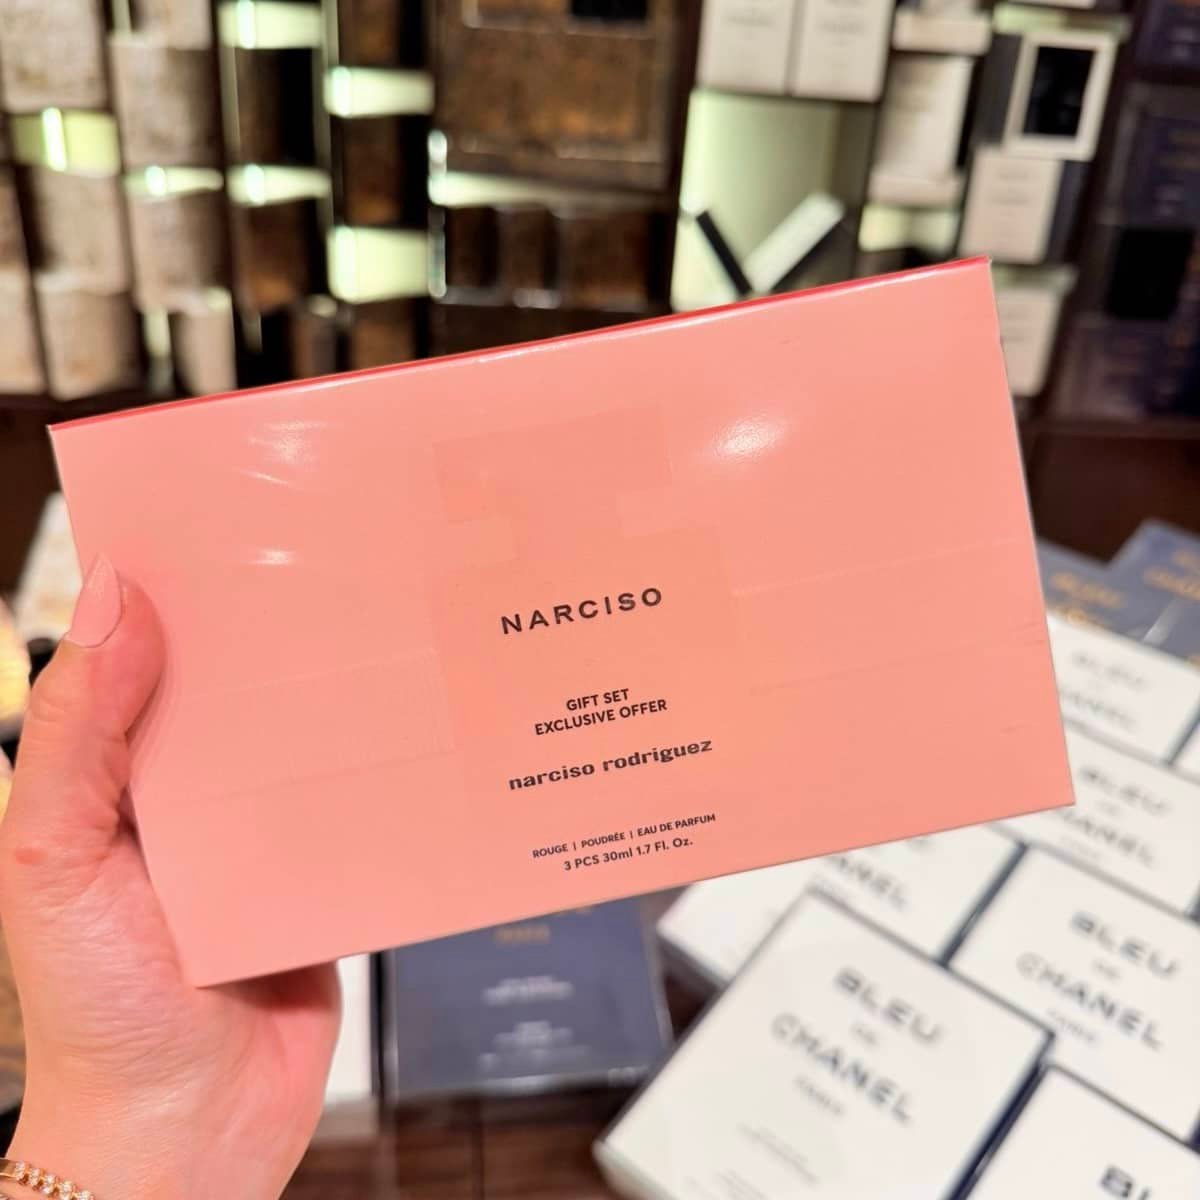 NARCISO
GIFT SET
EXCLUSIVE OFFER
narciso rodriguez
ROUGE | POUDRÉE | EAU DE PARFUM
3 PCS 30ml 1.7 Fl. Oz.
BLEU
CHANEL
BLEU
DE
CHANEL
PARIS
BLEU
DE
CHANEL
PARIS